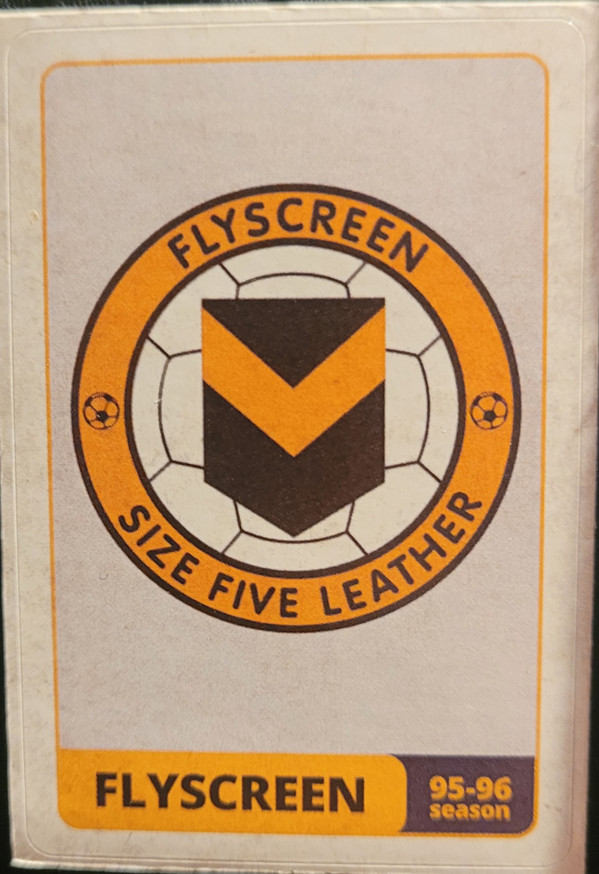 FLYSCREEN
SIZE FIVE LEATHER
FLYSCREEN
95-96
season